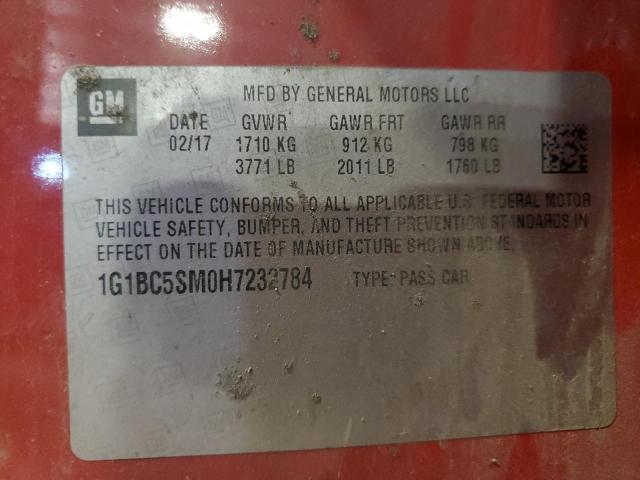 GM
MFD BY GENERAL MOTORS LLC
DATE GVWR GAWR FRT GAWR RR
02/17 1710 KG 912 KG 798 KG
3771 LB 2011 LB 1760 LB
THIS VEHICLE CONFORMS TO ALL APPLICABLE U.S. FEDERAL MOTOR
VEHICLE SAFETY, BUMPER, AND THEFT PREVENTION STANDARDS IN
EFFECT ON THE DATE OF MANUFACTURE SHOWN ABOVE.
1G1BC5SM0H7232784 TYPE: PASS CAR